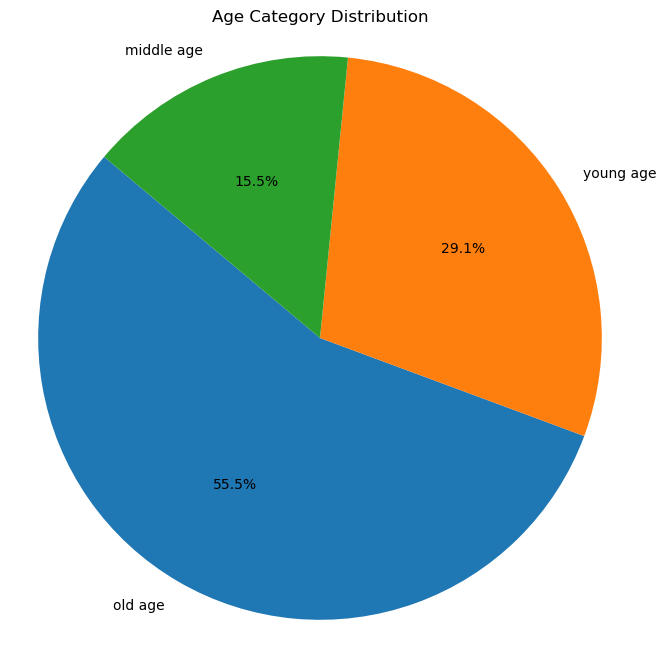 Age Category Distribution
middle age
young age
15.5%
29.1%
55.5%
old age